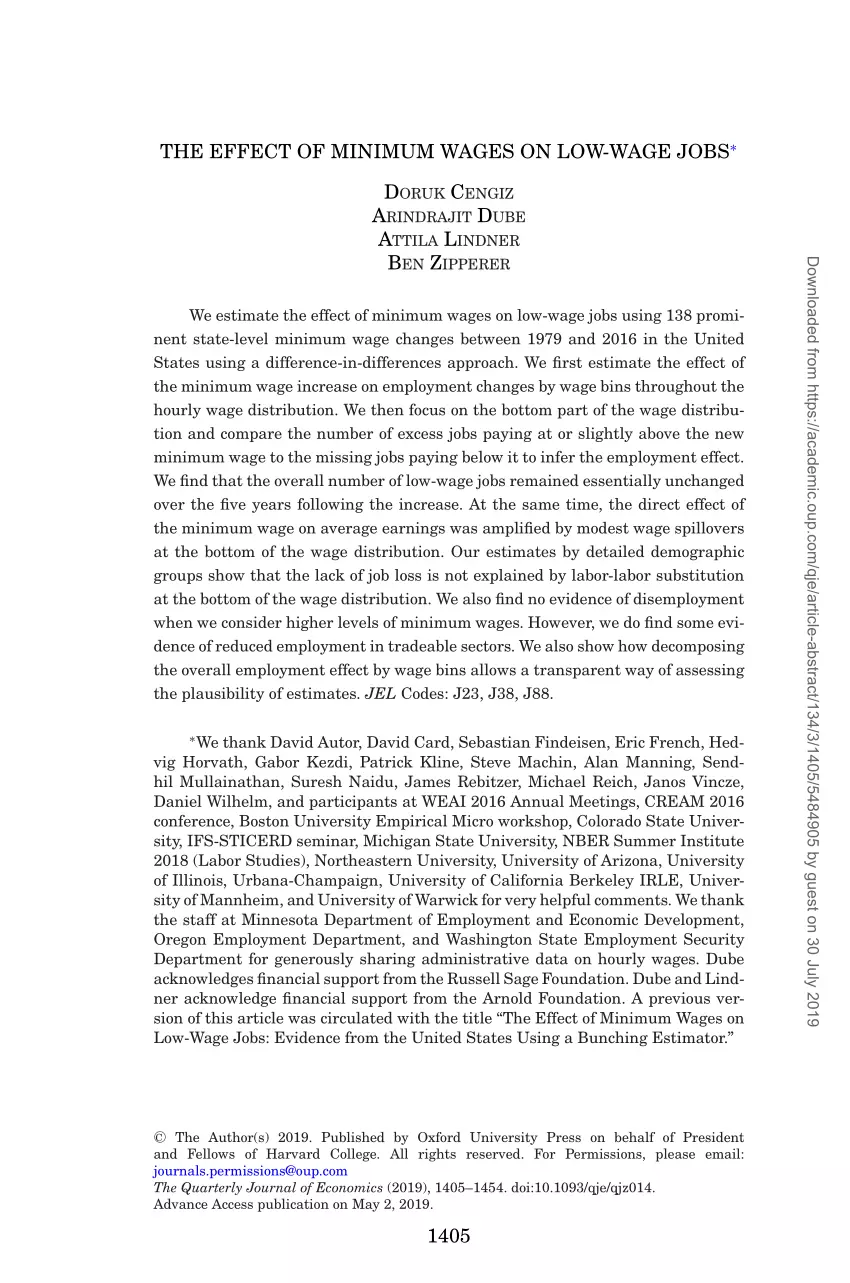 THE EFFECT OF MINIMUM WAGES ON LOW-WAGE JOBS*
DORUK CENGIZ
ARINDRAJIT DUBE
ATTILA LINDNER
BEN ZIPPERER
We estimate the effect of minimum wages on low-wage jobs using 138 promi-
nent state-level minimum wage changes between 1979 and 2016 in the United
States using a difference-in-differences approach. We first estimate the effect of
the minimum wage increase on employment changes by wage bins throughout the
hourly wage distribution. We then focus on the bottom part of the wage distribu-
tion and compare the number of excess jobs paying at or slightly above the new
minimum wage to the missing jobs paying below it to infer the employment effect.
We find that the overall number of low-wage jobs remained essentially unchanged
over the five years following the increase. At the same time, the direct effect of
the minimum wage on average earnings was amplified by modest wage spillovers
at the bottom of the wage distribution. Our estimates by detailed demographic
groups show that the lack of job loss is not explained by labor-labor substitution
at the bottom of the wage distribution. We also find no evidence of disemployment
when we consider higher levels of minimum wages. However, we do find some evi-
dence of reduced employment in tradeable sectors. We also show how decomposing
the overall employment effect by wage bins allows a transparent way of assessing
the plausibility of estimates. JEL Codes: J23, J38, J88.
*We thank David Autor, David Card, Sebastian Findeisen, Eric French, Hed-
vig Horvath, Gabor Kezdi, Patrick Kline, Steve Machin, Alan Manning, Send-
hil Mullainathan, Suresh Naidu, James Rebitzer, Michael Reich, Janos Vincze,
Daniel Wilhelm, and participants at WEAI 2016 Annual Meetings, CREAM 2016
conference, Boston University Empirical Micro workshop, Colorado State Univer-
sity, IFS-STICERD seminar, Michigan State University, NBER Summer Institute
2018 (Labor Studies), Northeastern University, University of Arizona, University
of Illinois, Urbana-Champaign, University of California Berkeley IRLE, Univer-
sity of Mannheim, and University of Warwick for very helpful comments. We thank
the staff at Minnesota Department of Employment and Economic Development,
Oregon Employment Department, and Washington State Employment Security
Department for generously sharing administrative data on hourly wages. Dube
acknowledges financial support from the Russell Sage Foundation. Dube and Lind-
ner acknowledge financial support from the Arnold Foundation. A previous ver-
sion of this article was circulated with the title “The Effect of Minimum Wages on
Low-Wage Jobs: Evidence from the United States Using a Bunching Estimator.”
© The Author(s) 2019. Published by Oxford University Press on behalf of President
and Fellows of Harvard College. All rights reserved. For Permissions, please email:
journals.permissions@oup.com
The Quarterly Journal of Economics (2019), 1405–1454. doi:10.1093/qje/qjz014.
Advance Access publication on May 2, 2019.
1405
Downloaded from https://academic.oup.com/qje/article-abstract/134/3/1405/5484905 by guest on 30 July 2019